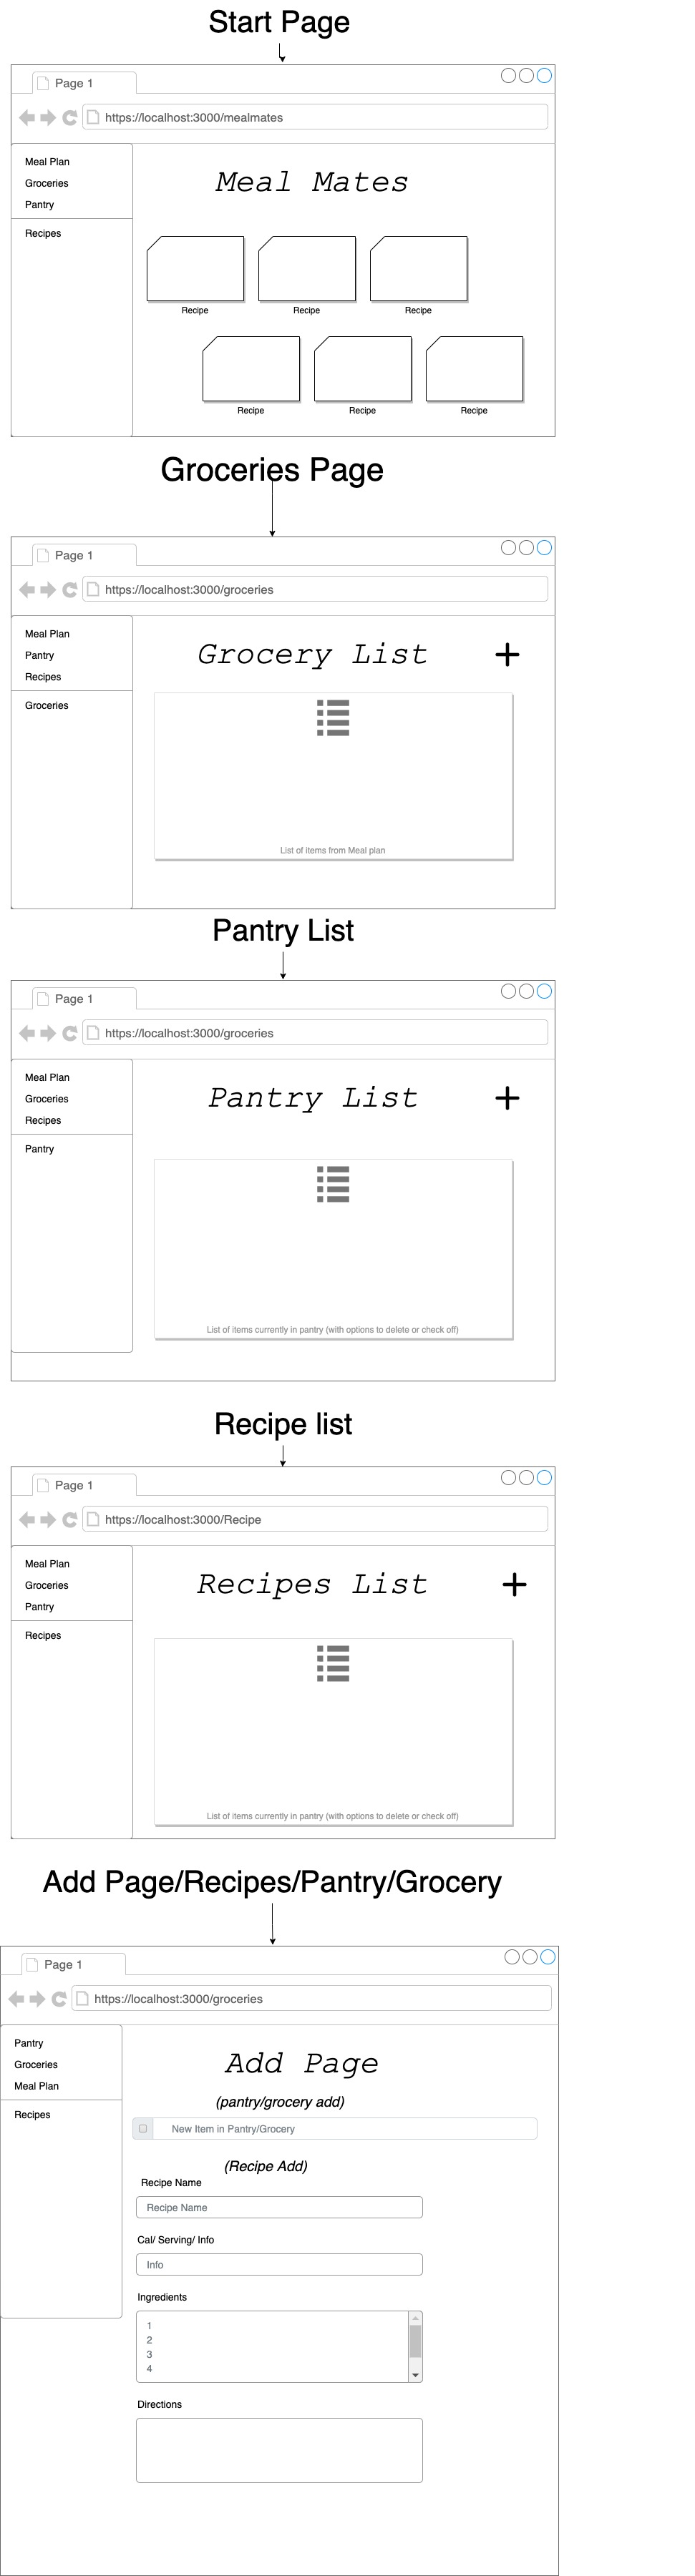 Start Page
Page 1
https://localhost:3000/mealmates
Meal Plan
Groceries
Pantry
Recipes
Meal Mates
Recipe
Recipe
Recipe
Recipe
Recipe
Recipe
Groceries Page
Page 1
https://localhost:3000/groceries
Meal Plan
Pantry
Recipes
Groceries
Grocery List
List of items from Meal plan
Pantry List
Page 1
https://localhost:3000/groceries
Meal Plan
Groceries
Recipes
Pantry
Pantry List
List of items currently in pantry (with options to delete or check off)
Recipe list
Page 1
https://localhost:3000/Recipe
Meal Plan
Groceries
Pantry
Recipes
Recipes List
List of items currently in pantry (with options to delete or check off)
Add Page/Recipes/Pantry/Grocery
Page 1
https://localhost:3000/groceries
Pantry
Groceries
Meal Plan
Recipes
Add Page
(pantry/grocery add)
New Item in Pantry/Grocery
(Recipe Add)
Recipe Name
Recipe Name
Cal/ Serving/ Info
Info
Ingredients
1
2
3
4
Directions